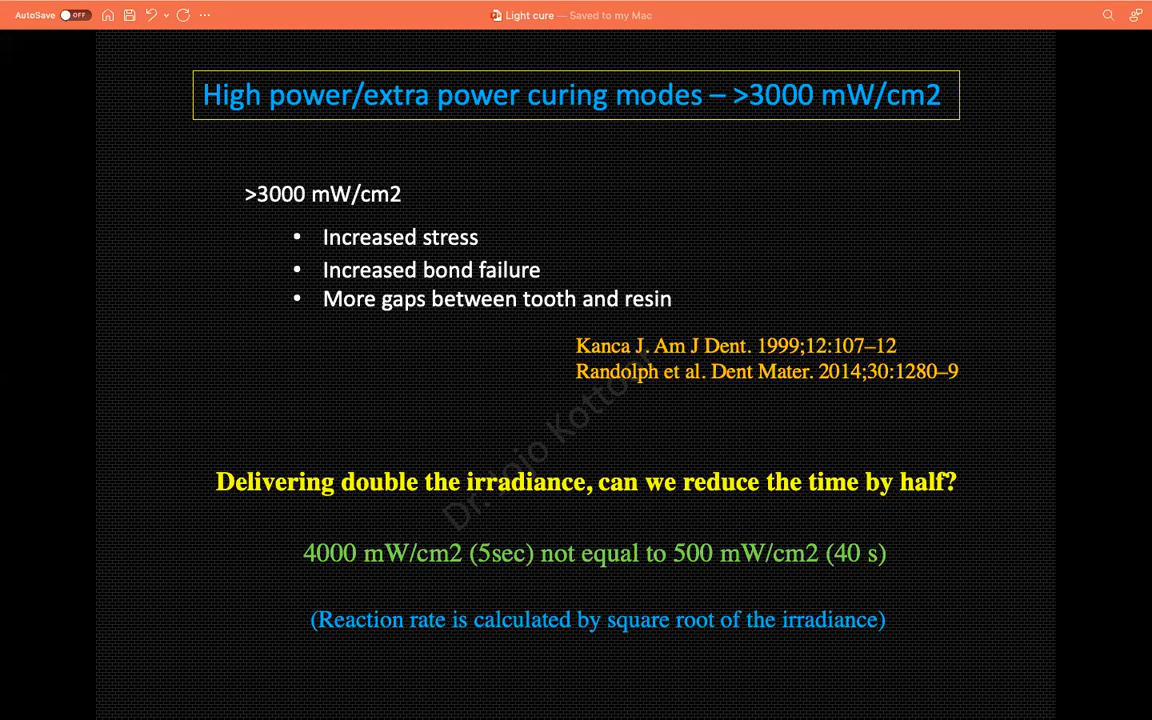 AutoSave OFF
Light cure — Saved to my Mac
High power/extra power curing modes – >3000 mW/cm2
>3000 mW/cm2
• Increased stress
• Increased bond failure
• More gaps between tooth and resin
Kanca J. Am J Dent. 1999;12:107–12
Randolph et al. Dent Mater. 2014;30:1280–9
Dr. Jojo
Delivering double the irradiance, can we reduce the time by half?
4000 mW/cm2 (5sec) not equal to 500 mW/cm2 (40 s)
(Reaction rate is calculated by square root of the irradiance)